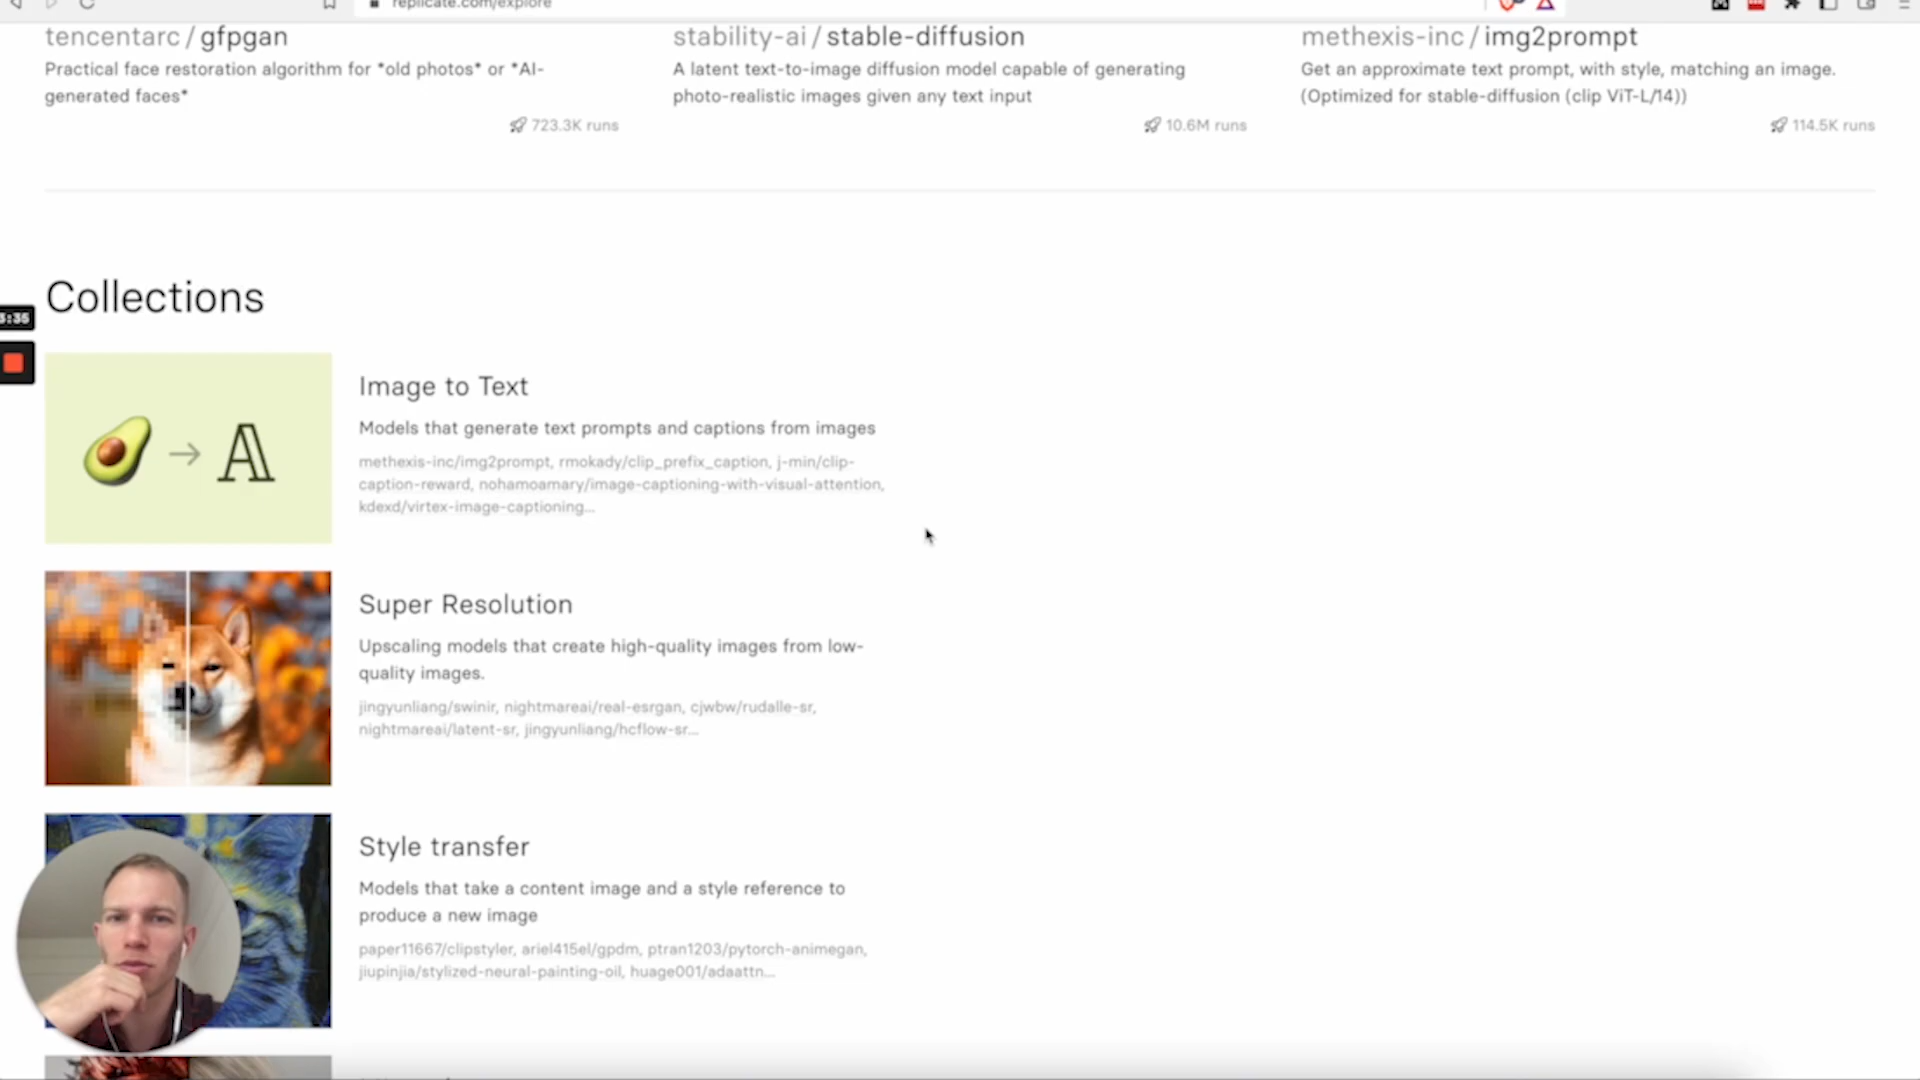 replicate.com/explore
tencentarc / gfpgan
Practical face restoration algorithm for *old photos* or *AI-
generated faces*
723.3K runs
stability-ai / stable-diffusion
A latent text-to-image diffusion model capable of generating
photo-realistic images given any text input
10.6M runs
methexis-inc / img2prompt
Get an approximate text prompt, with style, matching an image.
(Optimized for stable-diffusion (clip ViT-L/14))
114.5K runs
Collections
3:35
A
Image to Text
Models that generate text prompts and captions from images
methexis-inc/img2prompt, rmokady/clip_prefix_caption, j-min/clip-
caption-reward, nohamoamary/image-captioning-with-visual-attention,
kdexd/virtex-image-captioning...
Super Resolution
Upscaling models that create high-quality images from low-
quality images.
jingyunliang/swinir, nightmareai/real-esrgan, cjwbw/rudalle-sr,
nightmareai/latent-sr, jingyunliang/hcflow-sr...
Style transfer
Models that take a content image and a style reference to
produce a new image
paper11667/clipstyler, ariel415el/gpdm, ptran1203/pytorch-animegan,
jiupinjia/stylized-neural-painting-oil, huage001/adaattn...